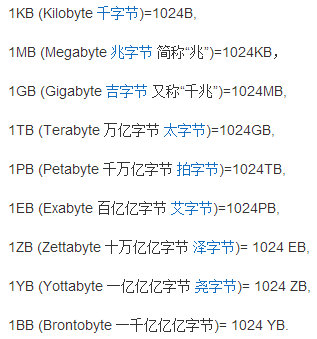 1KB (Kilobyte 千字节)=1024B,
1MB (Megabyte 兆字节 简称“兆”)=1024KB，
1GB (Gigabyte 吉字节 又称“千兆”)=1024MB,
1TB (Terabyte 万亿字节 太字节)=1024GB,
1PB (Petabyte 千万亿字节 拍字节)=1024TB,
1EB (Exabyte 百亿亿字节 艾字节)=1024PB,
1ZB (Zettabyte 十万亿亿字节 泽字节)= 1024 EB,
1YB (Yottabyte 一亿亿亿字节 尧字节)= 1024 ZB,
1BB (Brontobyte 一千亿亿亿字节)= 1024 YB.